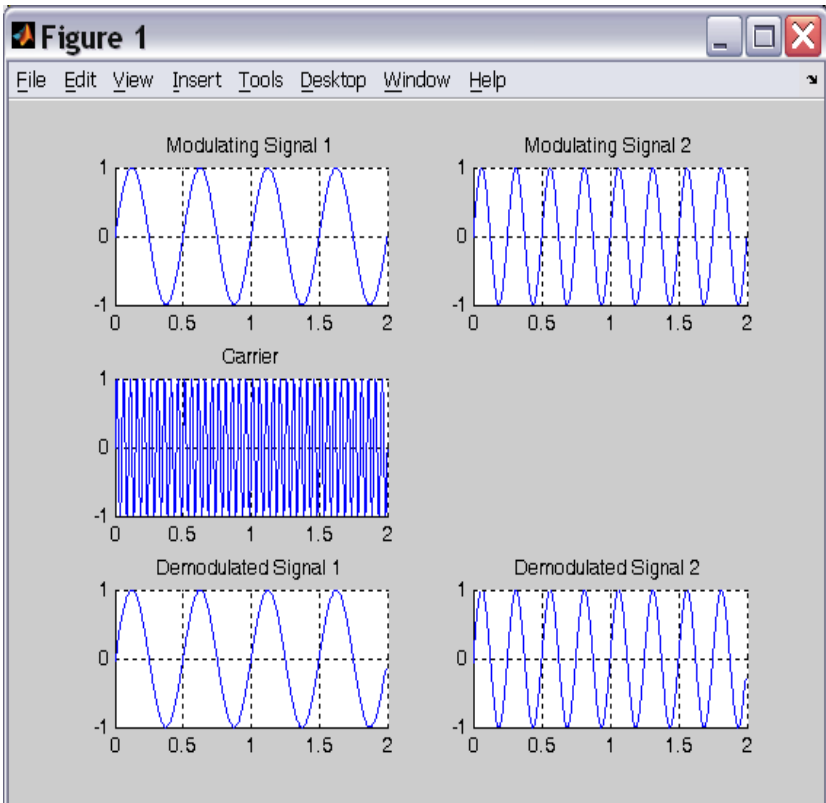 Figure 1
File Edit View Insert Tools Desktop Window Help
Modulating Signal 1
1
0
-1
0 0.5 1 1.5 2
Modulating Signal 2
1
0
-1
0 0.5 1 1.5 2
Carrier
1
0
-1
0 0.5 1 1.5 2
Demodulated Signal 1
1
0
-1
0 0.5 1 1.5 2
Demodulated Signal 2
1
0
-1
0 0.5 1 1.5 2